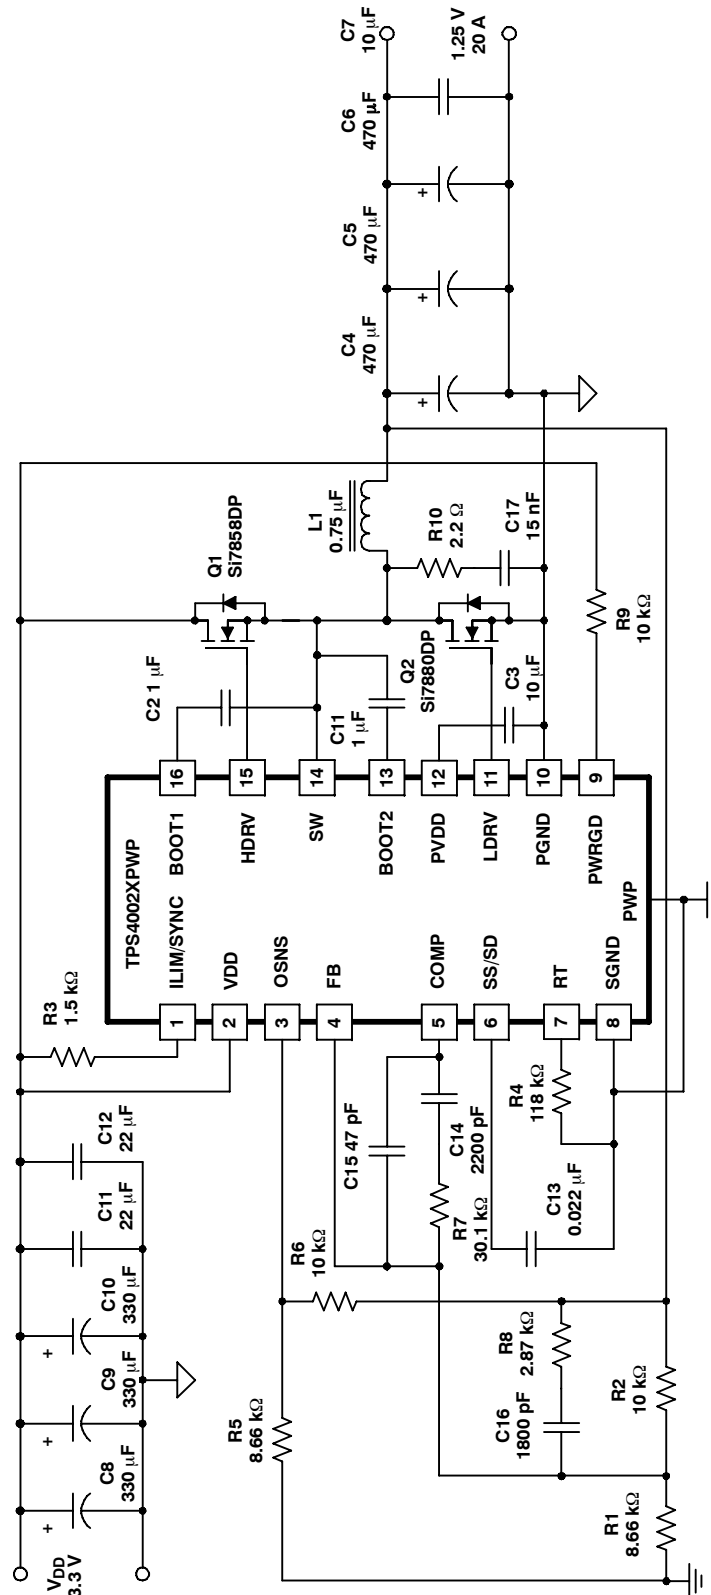 VDD
3.3 V
C8
330 µF
C9
330 µF
C10
330 µF
C11
22 µF
C12
22 µF
R3
1.5 kΩ
TPS4002XPWP
1
ILIM/SYNC
2
VDD
3
OSNS
4
FB
5
COMP
6
SS/SD
7
RT
8
SGND
PWP
16
BOOT1
15
HDRV
14
SW
13
BOOT2
12
PVDD
11
LDRV
10
PGND
9
PWRGD
C2 1 µF
Q1
Si7858DP
C11
1 µF
Q2
Si7880DP
C3
10 µF
L1
0.75 µF
R10
2.2 Ω
C17
15 nF
R9
10 kΩ
C4
470 µF
C5
470 µF
C6
470 µF
C7
10 µF
1.25 V
20 A
R5
8.66 kΩ
R6
10 kΩ
C15 47 pF
C14
2200 pF
R7
30.1 kΩ
C13
0.022 µF
R4
118 kΩ
C16
1800 pF
R8
2.87 kΩ
R1
8.66 kΩ
R2
10 kΩ